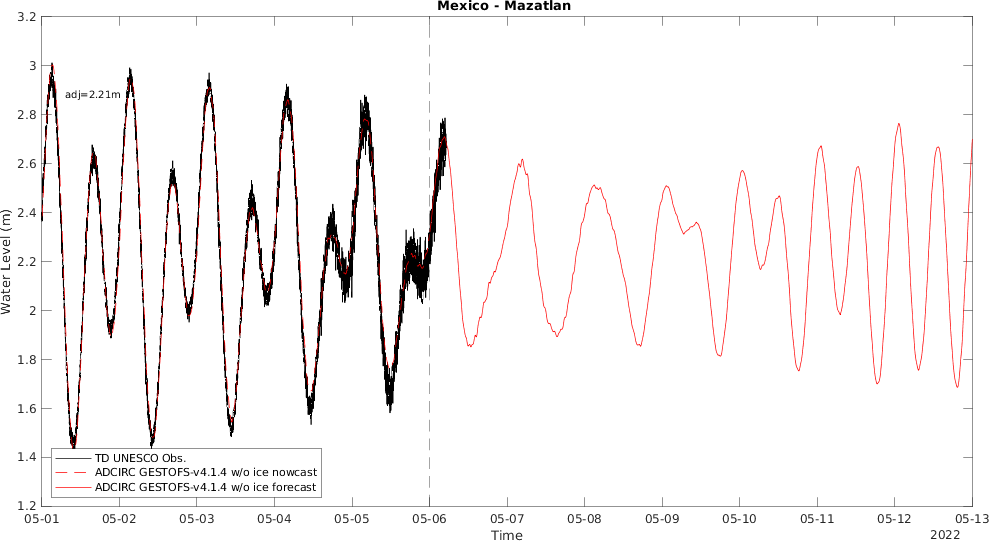 Mexico - Mazatlan
3.2
3
2.8
2.6
2.4
2.2
2
1.8
1.6
1.4
1.2
Water Level (m)
adj=2.21m
TD UNESCO Obs.
ADCIRC GESTOFS-v4.1.4 w/o ice nowcast
ADCIRC GESTOFS-v4.1.4 w/o ice forecast
05-01 05-02 05-03 05-04 05-05 05-06 05-07 05-08 05-09 05-10 05-11 05-12 05-13
Time
2022